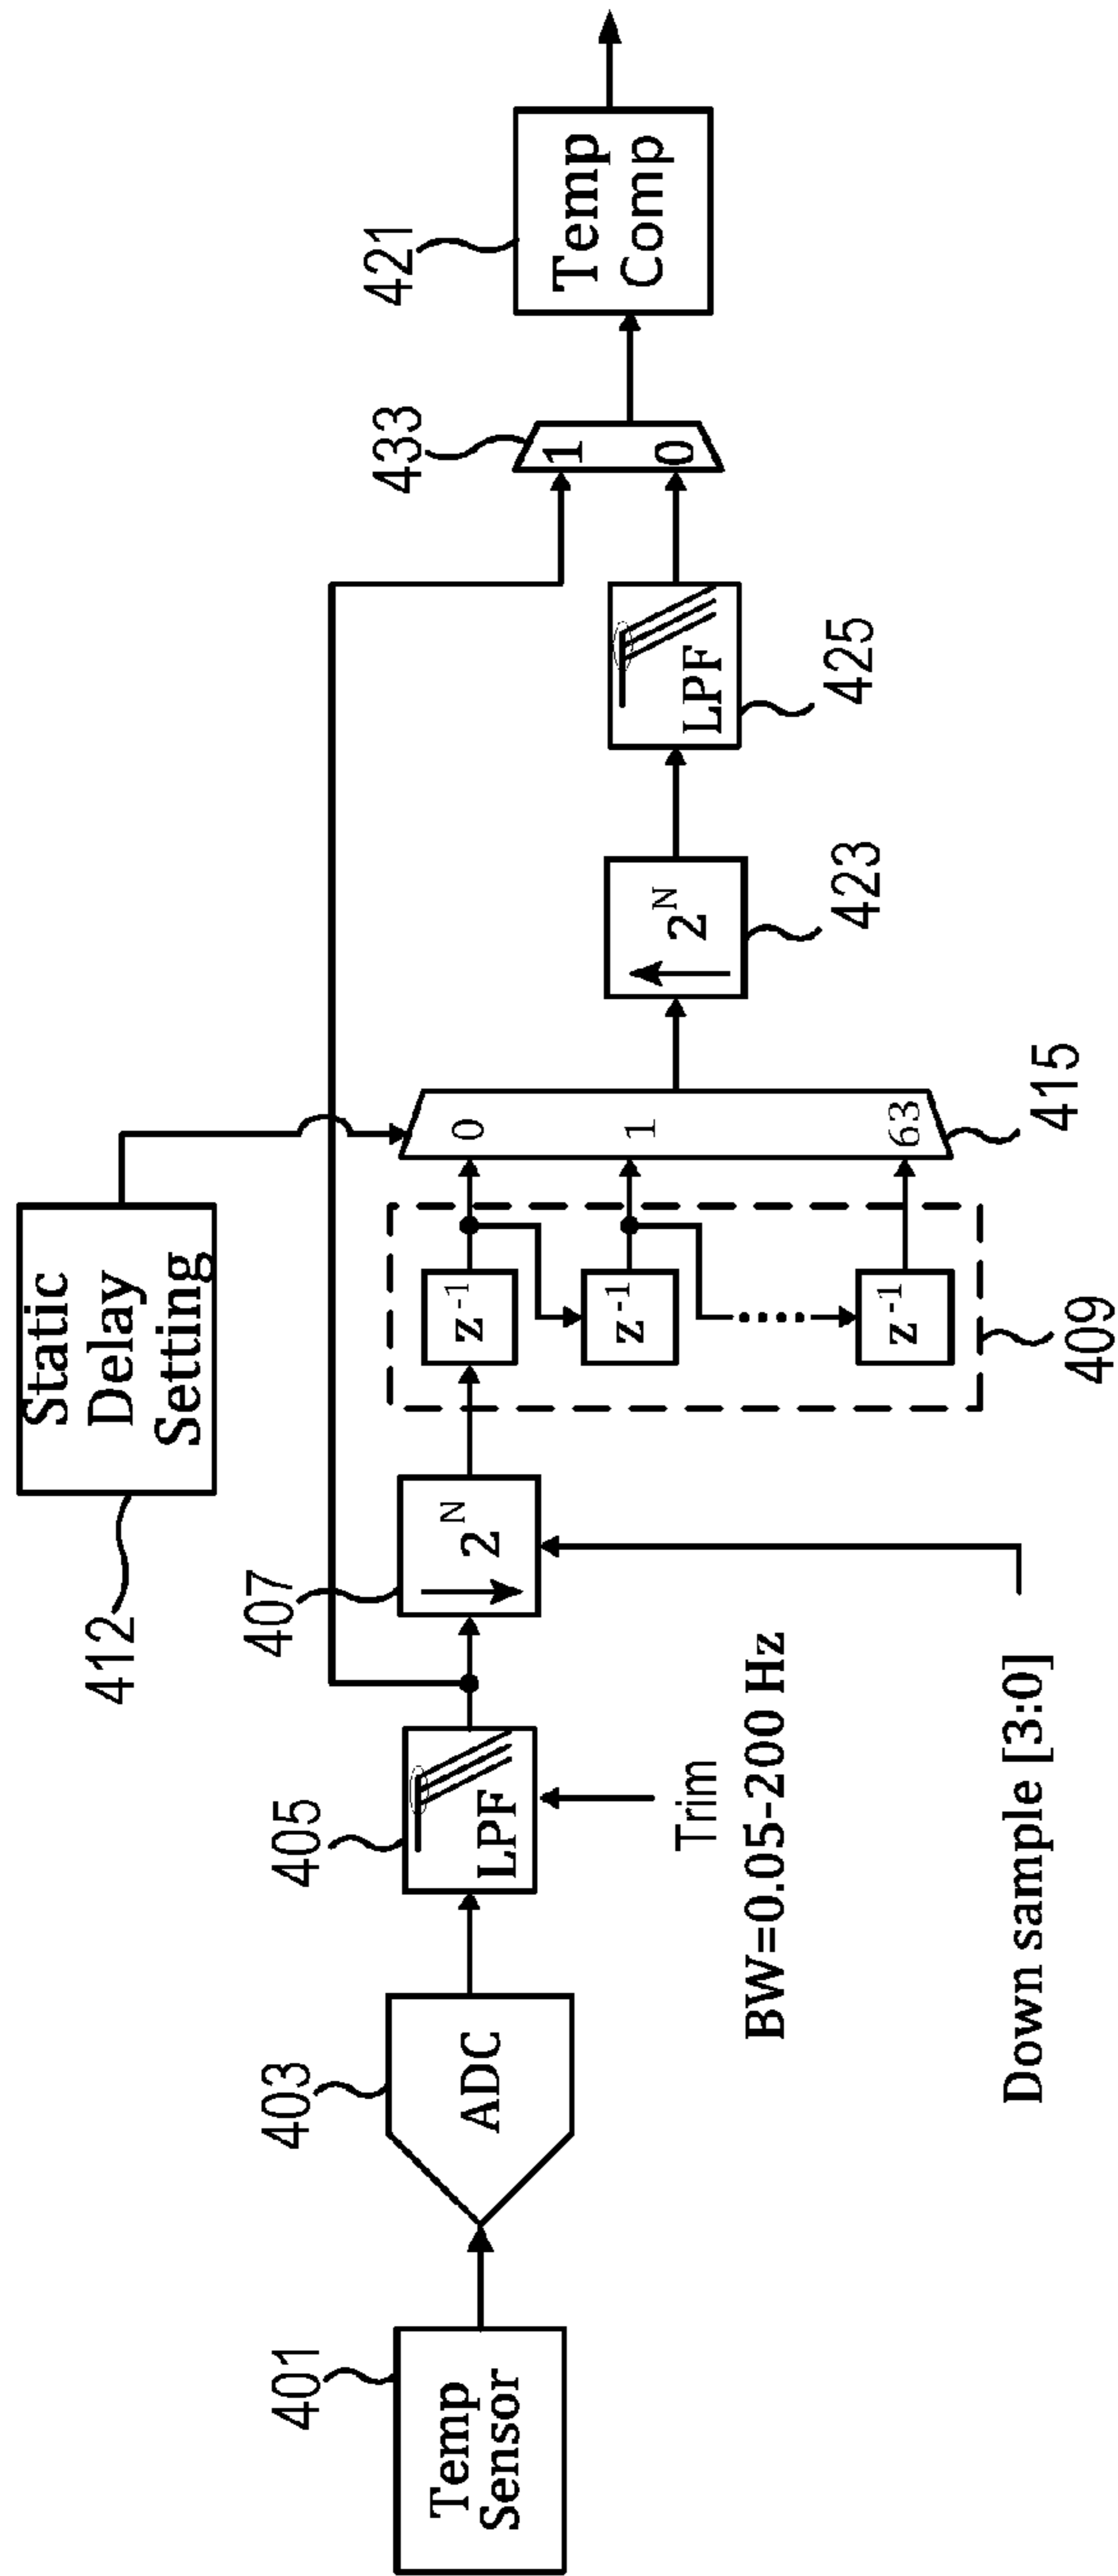 Static
Delay
Setting
412
401
Temp
Sensor
403
ADC
405
LPF
Trim
BW=0.05-200 Hz
407
2^N
Down sample [3:0]
z^-1
z^-1
z^-1
409
0
1
63
415
2^N
423
LPF
425
433
1
0
421
Temp
Comp